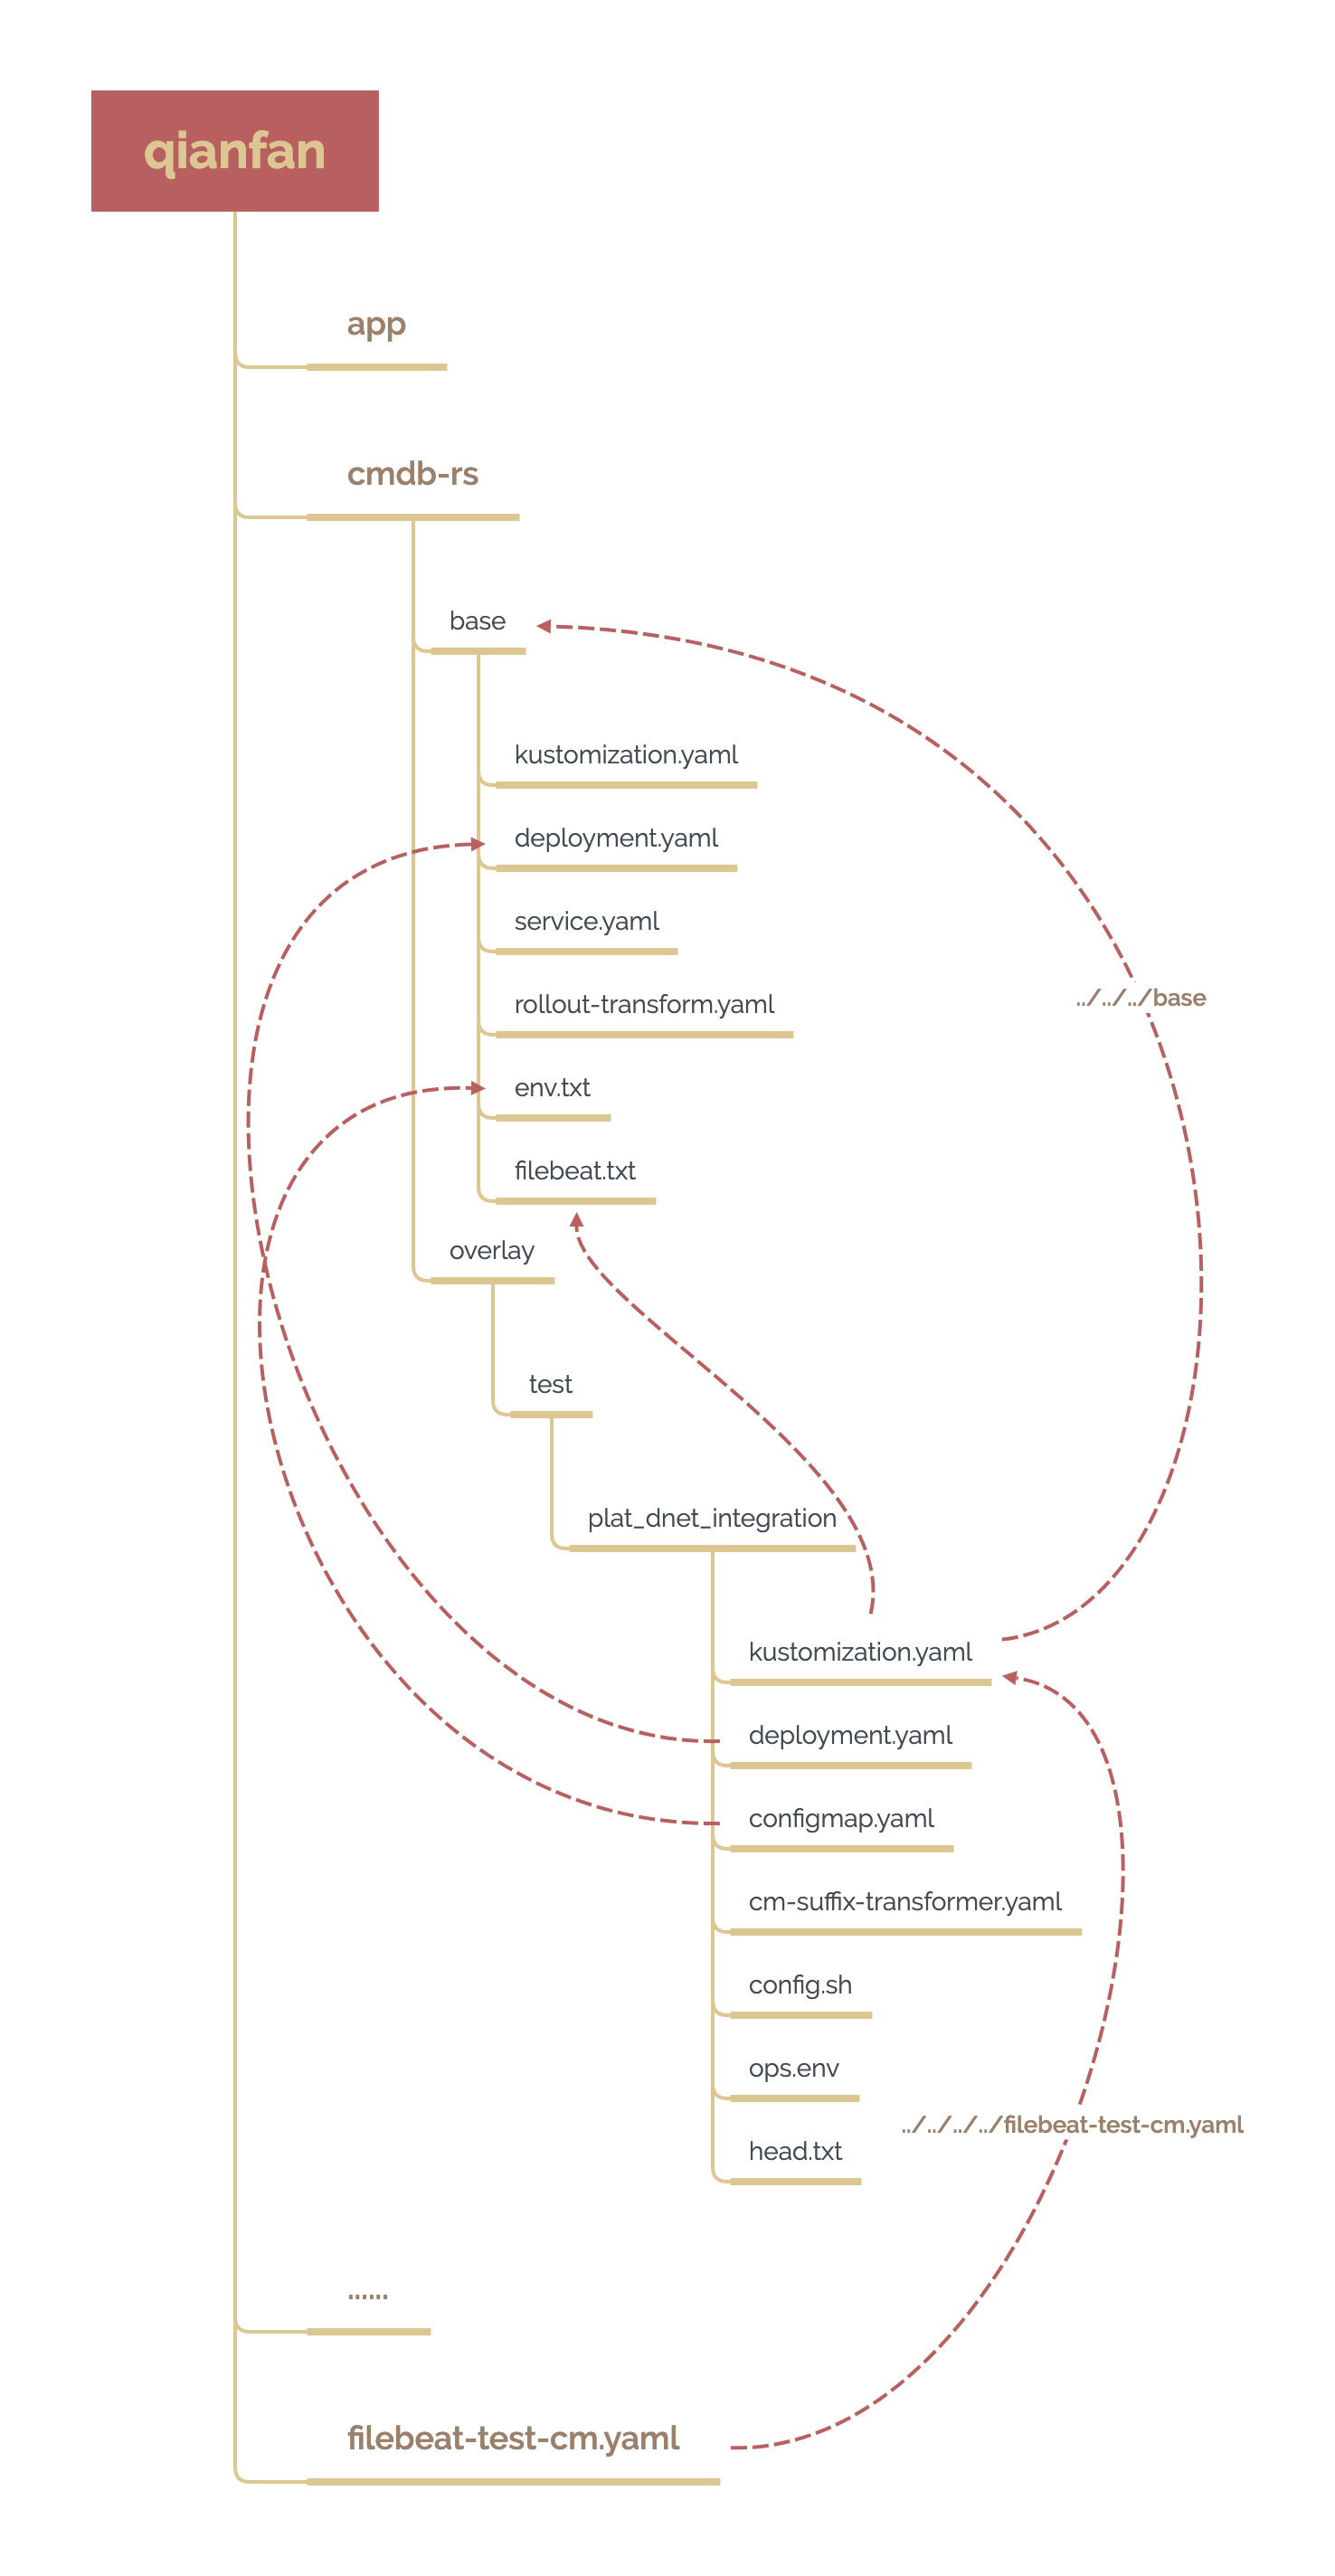 qianfan
app
cmdb-rs
base
kustomization.yaml
deployment.yaml
service.yaml
../../../base
rollout-transform.yaml
env.txt
filebeat.txt
overlay
test
plat_dnet_integration
kustomization.yaml
deployment.yaml
configmap.yaml
cm-suffix-transformer.yaml
config.sh
ops.env
../../../../filebeat-test-cm.yaml
head.txt
......
filebeat-test-cm.yaml